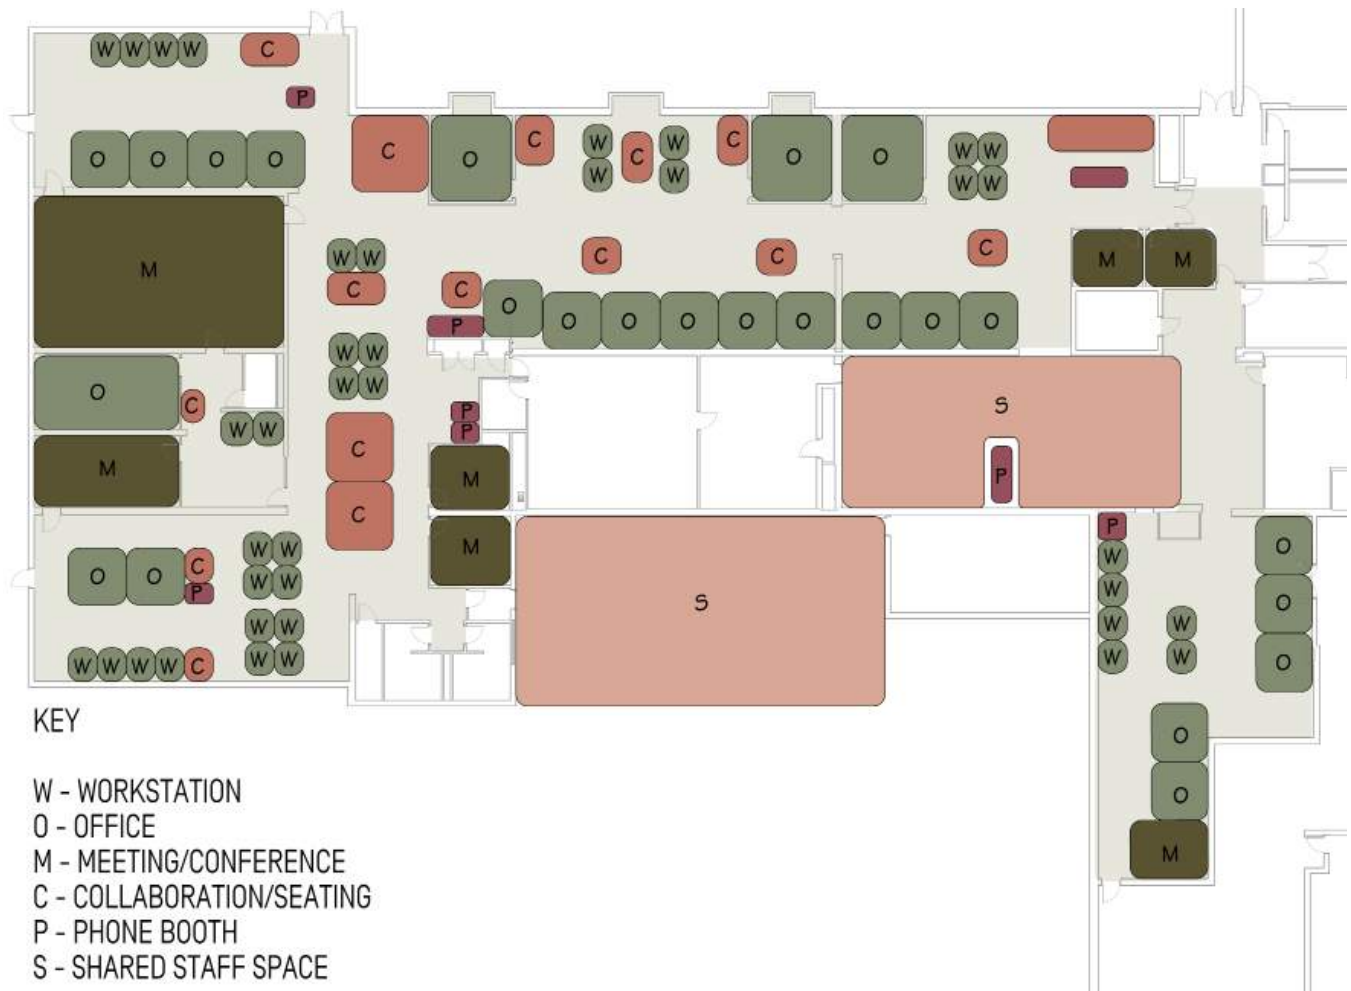 W W W W C
P
O O O O C O C W C W C O O W W
W W W W
M
W W C C C M M
C C O
P O O O O O O O O
W W
W W
O C
P S
W W P
C
M M P
C
M S
P
O O C W W W O
P W W W
W W W W O
W W W W C W W W O
O
O
M
KEY
W - WORKSTATION
O - OFFICE
M - MEETING/CONFERENCE
C - COLLABORATION/SEATING
P - PHONE BOOTH
S - SHARED STAFF SPACE